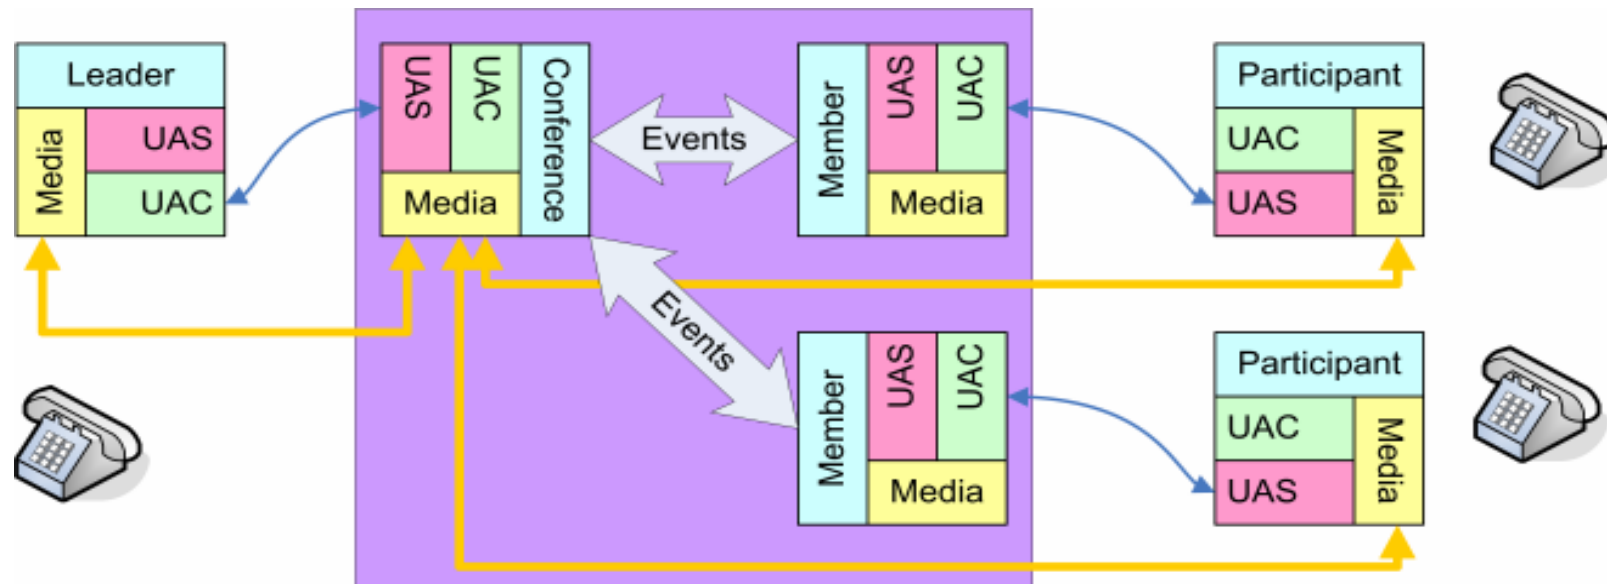 Leader
Media
UAS
UAC
UAS
UAC
Conference
Media
Events
Member
UAS
UAC
Media
Participant
UAC
UAS
Media
Events
Member
UAS
UAC
Media
Participant
UAC
UAS
Media